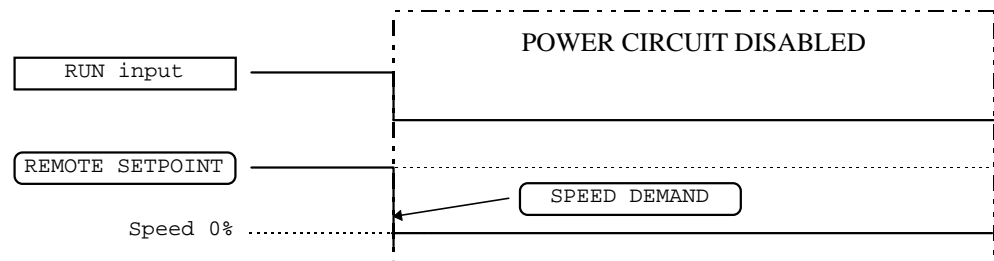 POWER CIRCUIT DISABLED
RUN input
REMOTE SETPOINT
SPEED DEMAND
Speed 0%